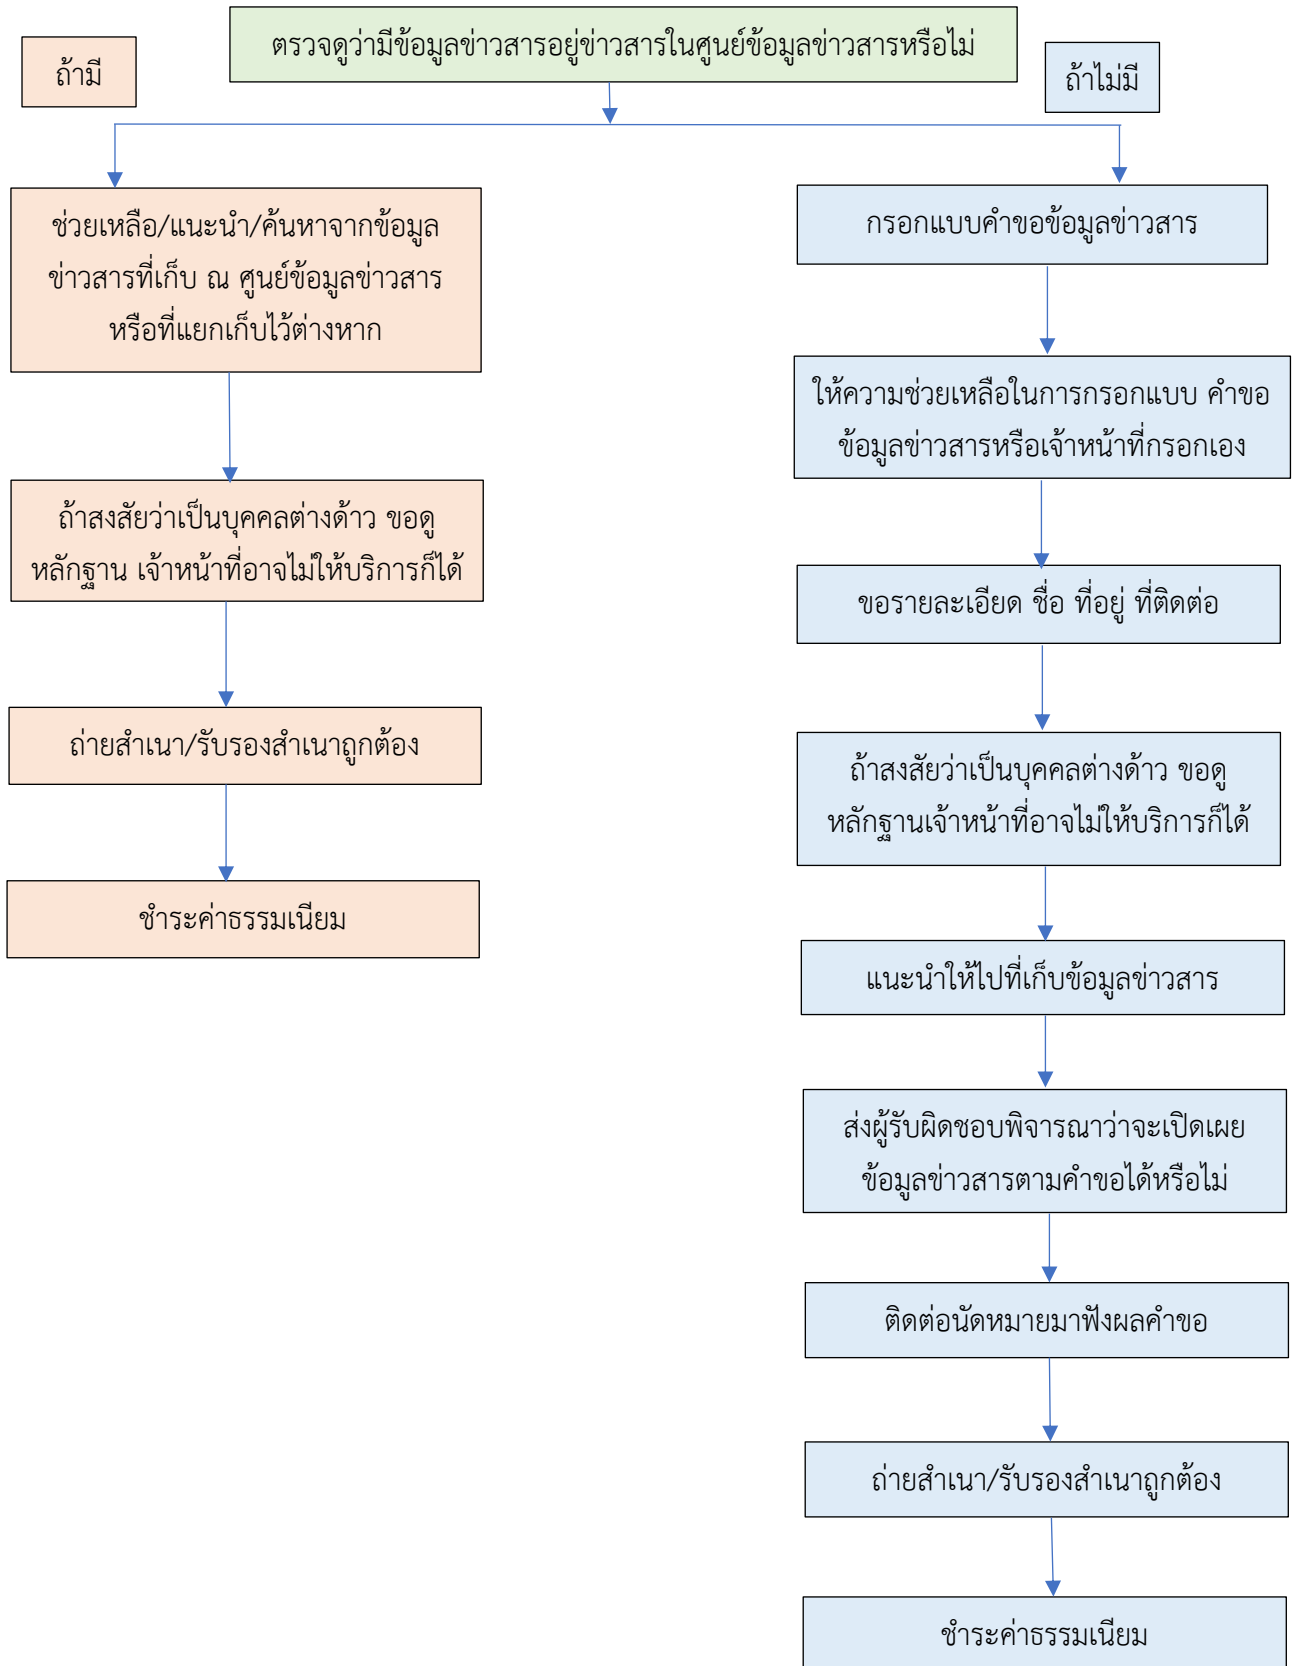 ตรวจดูว่ามีข้อมูลข่าวสารอยู่ข่าวสารในศูนย์ข้อมูลข่าวสารหรือไม่
ถ้ามี
ถ้าไม่มี
ช่วยเหลือ/แนะนำ/ค้นหาจากข้อมูล
ข่าวสารที่เก็บ ณ ศูนย์ข้อมูลข่าวสาร
หรือที่แยกเก็บไว้ต่างหาก
ถ้าสงสัยว่าเป็นบุคคลต่างด้าว ขอดู
หลักฐาน เจ้าหน้าที่อาจไม่ให้บริการก็ได้
ถ่ายสำเนา/รับรองสำเนาถูกต้อง
ชำระค่าธรรมเนียม
กรอกแบบคำขอข้อมูลข่าวสาร
ให้ความช่วยเหลือในการกรอกแบบ คำขอ
ข้อมูลข่าวสารหรือเจ้าหน้าที่กรอกเอง
ขอรายละเอียด ชื่อ ที่อยู่ ที่ติดต่อ
ถ้าสงสัยว่าเป็นบุคคลต่างด้าว ขอดู
หลักฐานเจ้าหน้าที่อาจไม่ให้บริการก็ได้
แนะนำให้ไปที่เก็บข้อมูลข่าวสาร
ส่งผู้รับผิดชอบพิจารณาว่าจะเปิดเผย
ข้อมูลข่าวสารตามคำขอได้หรือไม่
ติดต่อนัดหมายมาฟังผลคำขอ
ถ่ายสำเนา/รับรองสำเนาถูกต้อง
ชำระค่าธรรมเนียม